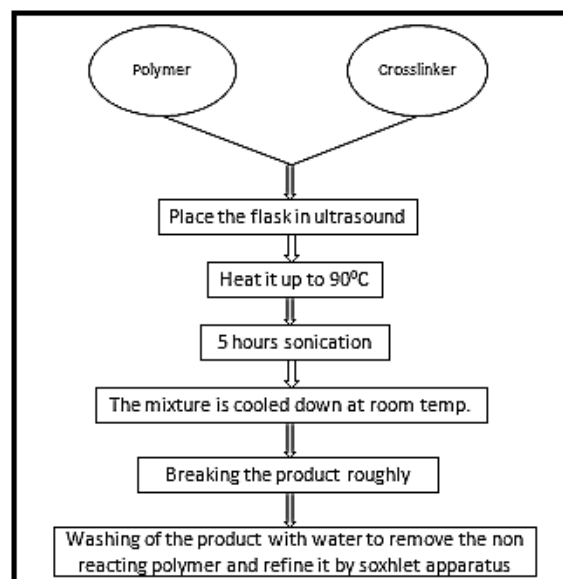 Polymer
Crosslinker
Place the flask in ultrasound
Heat it up to 90⁰C
5 hours sonication
The mixture is cooled down at room temp.
Breaking the product roughly
Washing of the product with water to remove the non
reacting polymer and refine it by soxhlet apparatus